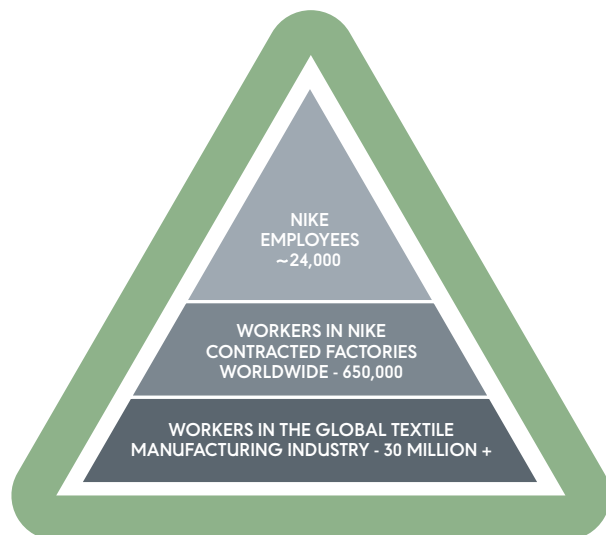 NIKE
EMPLOYEES
~24,000
WORKERS IN NIKE
CONTRACTED FACTORIES
WORLDWIDE - 650,000
WORKERS IN THE GLOBAL TEXTILE
MANUFACTURING INDUSTRY - 30 MILLION +